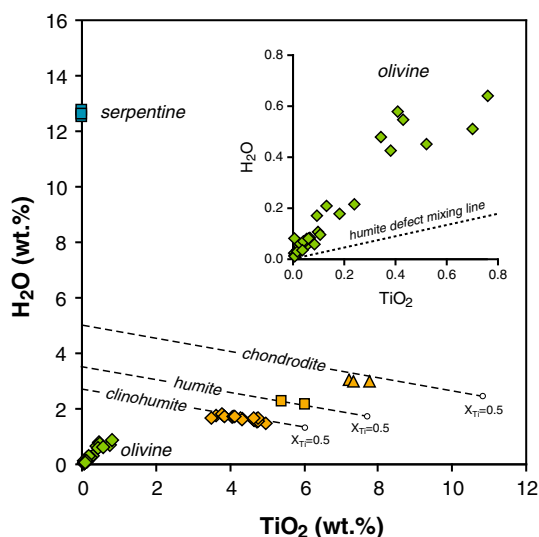 16
14
12
10
8
6
4
2
0
H2O (wt.%)
serpentine
0.8
0.6
0.4
0.2
0.0
H2O
olivine
humite defect mixing line
0.0 0.2 0.4 0.6 0.8
TiO2
chondrodite
humite
clinohumite
XTi=0.5
XTi=0.5
XTi=0.5
olivine
0 2 4 6 8 10 12
TiO2 (wt.%)